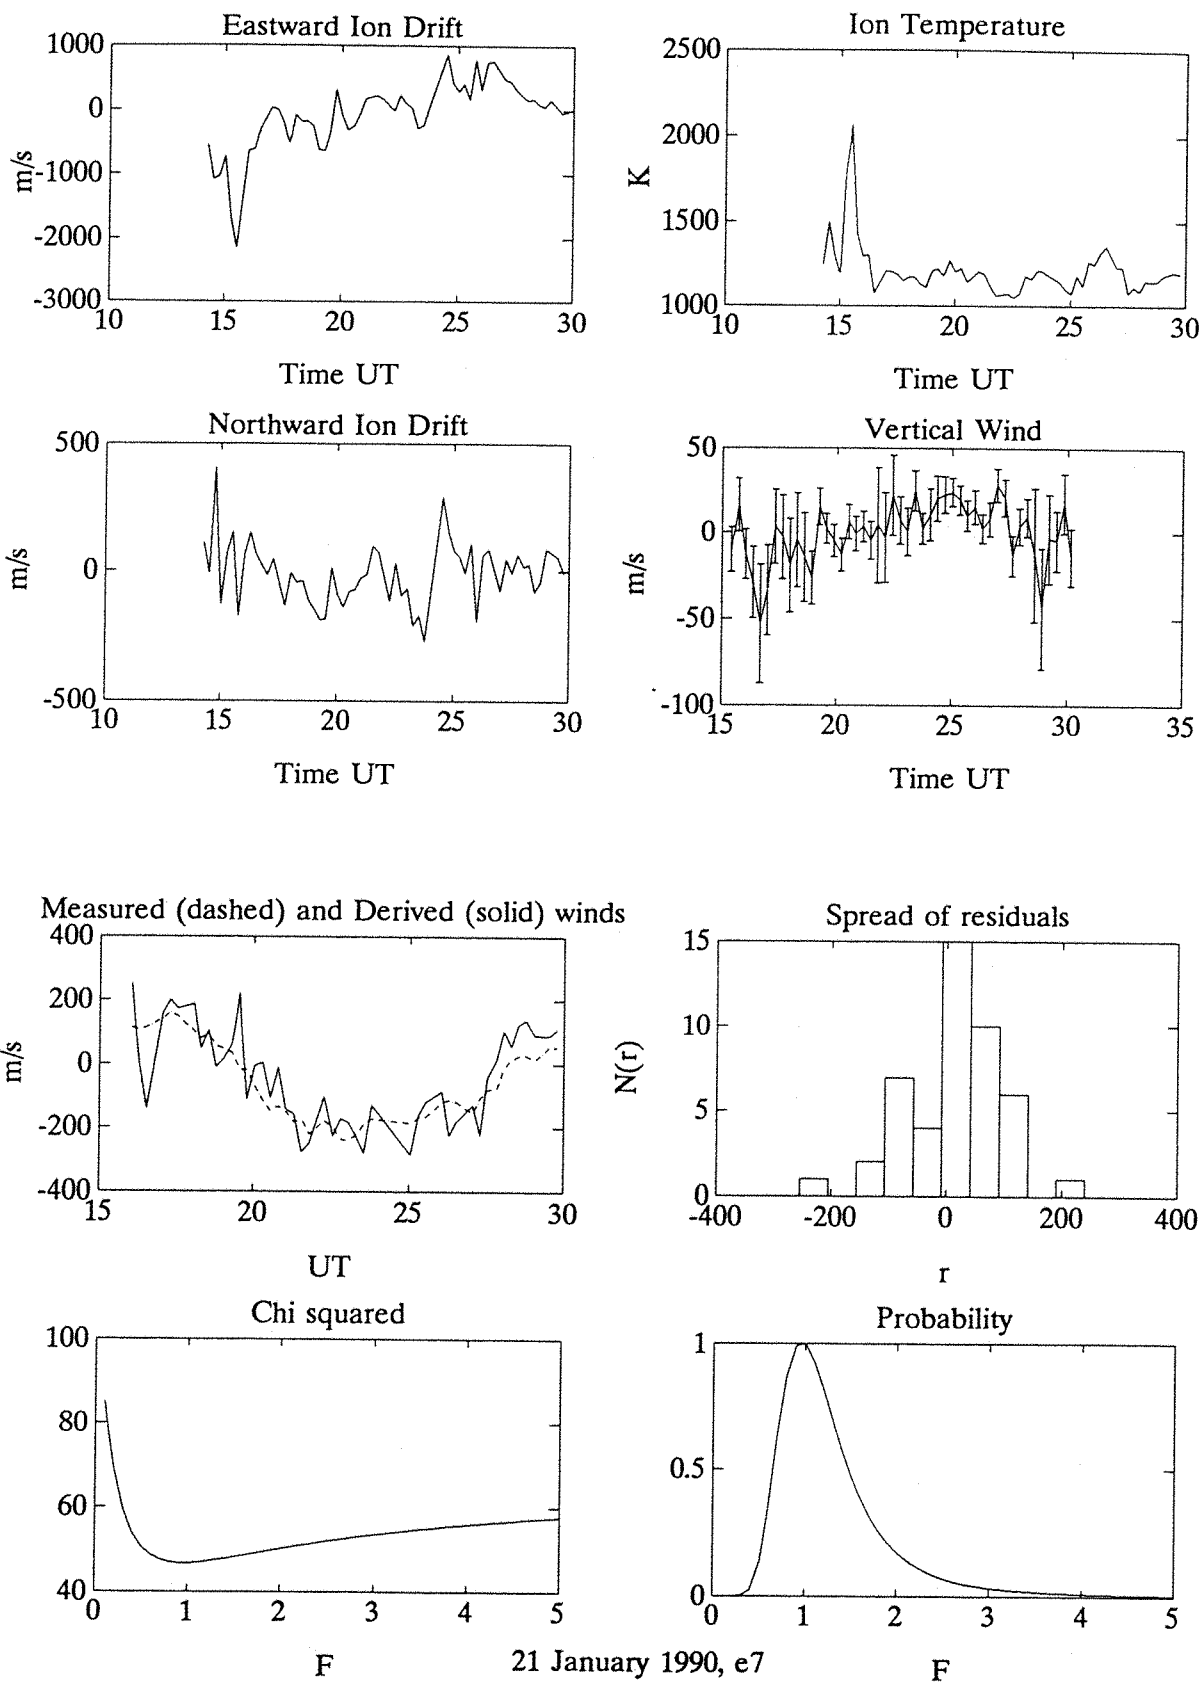 Eastward Ion Drift
1000
0
-1000
-2000
-3000
m/s
10 15 20 25 30
Time UT
Ion Temperature
2500
2000
1500
1000
K
10 15 20 25 30
Time UT
Northward Ion Drift
500
0
-500
m/s
10 15 20 25 30
Time UT
Vertical Wind
50
0
-50
-100
m/s
15 20 25 30 35
Time UT
Measured (dashed) and Derived (solid) winds
400
200
0
-200
-400
m/s
15 20 25 30
UT
Spread of residuals
15
10
5
0
N(r)
-400 -200 0 200 400
r
Chi squared
100
80
60
40
0 1 2 3 4 5
F
Probability
1
0.5
0
0 1 2 3 4 5
F
21 January 1990, e7